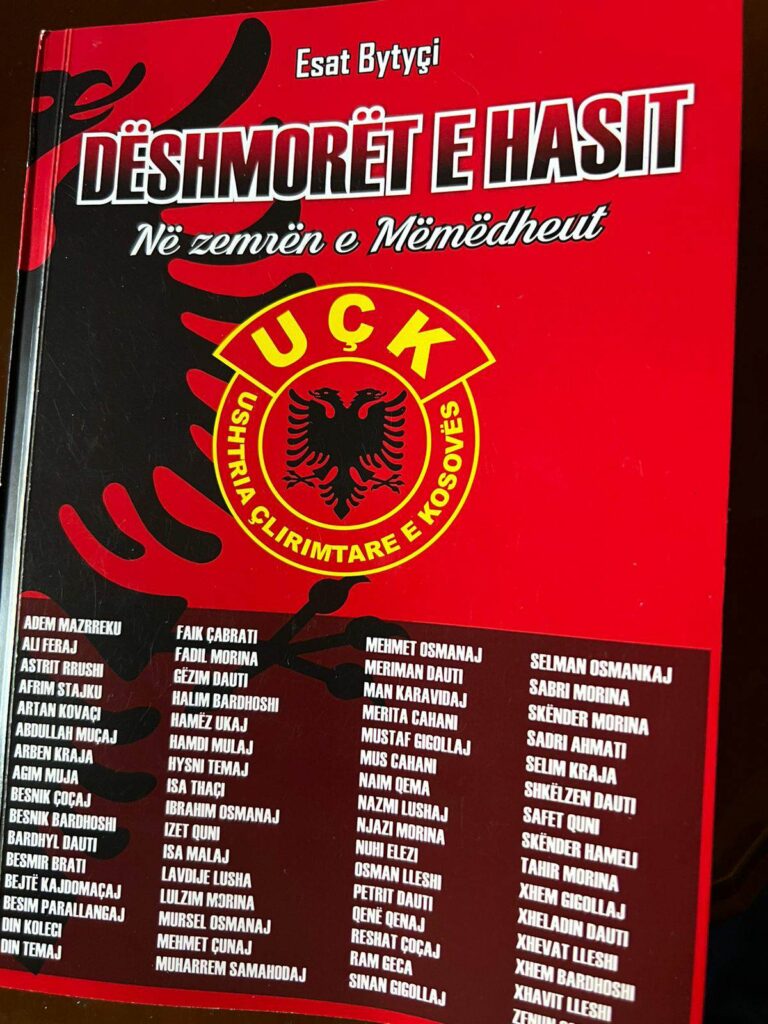 Esat Bytyçi
DËSHMORËT E HASIT
Në zemrën e Mëmëdheut
UÇK
USHTRIA ÇLIRIMTARE E KOSOVËS
ADEM MAZRREKU
ALI FERAJ
ASTRIT RRUSHI
AFRIM STAJKU
ARTAN KOVAÇI
ABDULLAH MUÇAJ
ARBEN KRAJA
AGIM MUJA
BESNIK ÇOÇAJ
BESNIK BARDHOSHI
BARDHYL DAUTI
BESMIR BRATI
BEJTË KAJDOMAÇAJ
BESIM PARALLANGAJ
DIN KOLECI
DIN TEMAJ
FAIK ÇABRATI
FADIL MORINA
GËZIM DAUTI
HALIM BARDHOSHI
HAMËZ UKAJ
HAMDI MULAJ
HYSNI TEMAJ
ISA THAÇI
IBRAHIM OSMANAJ
IZET QUNI
ISA MALAJ
LAVDIJE LUSHA
LULZIM MORINA
MURSEL OSMANAJ
MEHMET ÇUNAJ
MUHARREM SAMAHODAJ
MEHMET OSMANAJ
MERIMAN DAUTI
MAN KARAVIDAJ
MERITA CAHANI
MUSTAF GIGOLLAJ
MUS CAHANI
NAIM QEMA
NAZMI LUSHAJ
NJAZI MORINA
NUHI ELEZI
OSMAN LLESHI
PETRIT DAUTI
QENË QENAJ
RESHAT ÇOÇAJ
RAM GECA
SINAN GIGOLLAJ
SELMAN OSMANKAJ
SABRI MORINA
SKËNDER MORINA
SADRI AHMATI
SELIM KRAJA
SHKËLZEN DAUTI
SAFET QUNI
SKËNDER HAMELI
TAHIR MORINA
XHEM GIGOLLAJ
XHELADIN DAUTI
XHEVAT LLESHI
XHEM BARDHOSHI
XHAVIT LLESHI
ZENUN